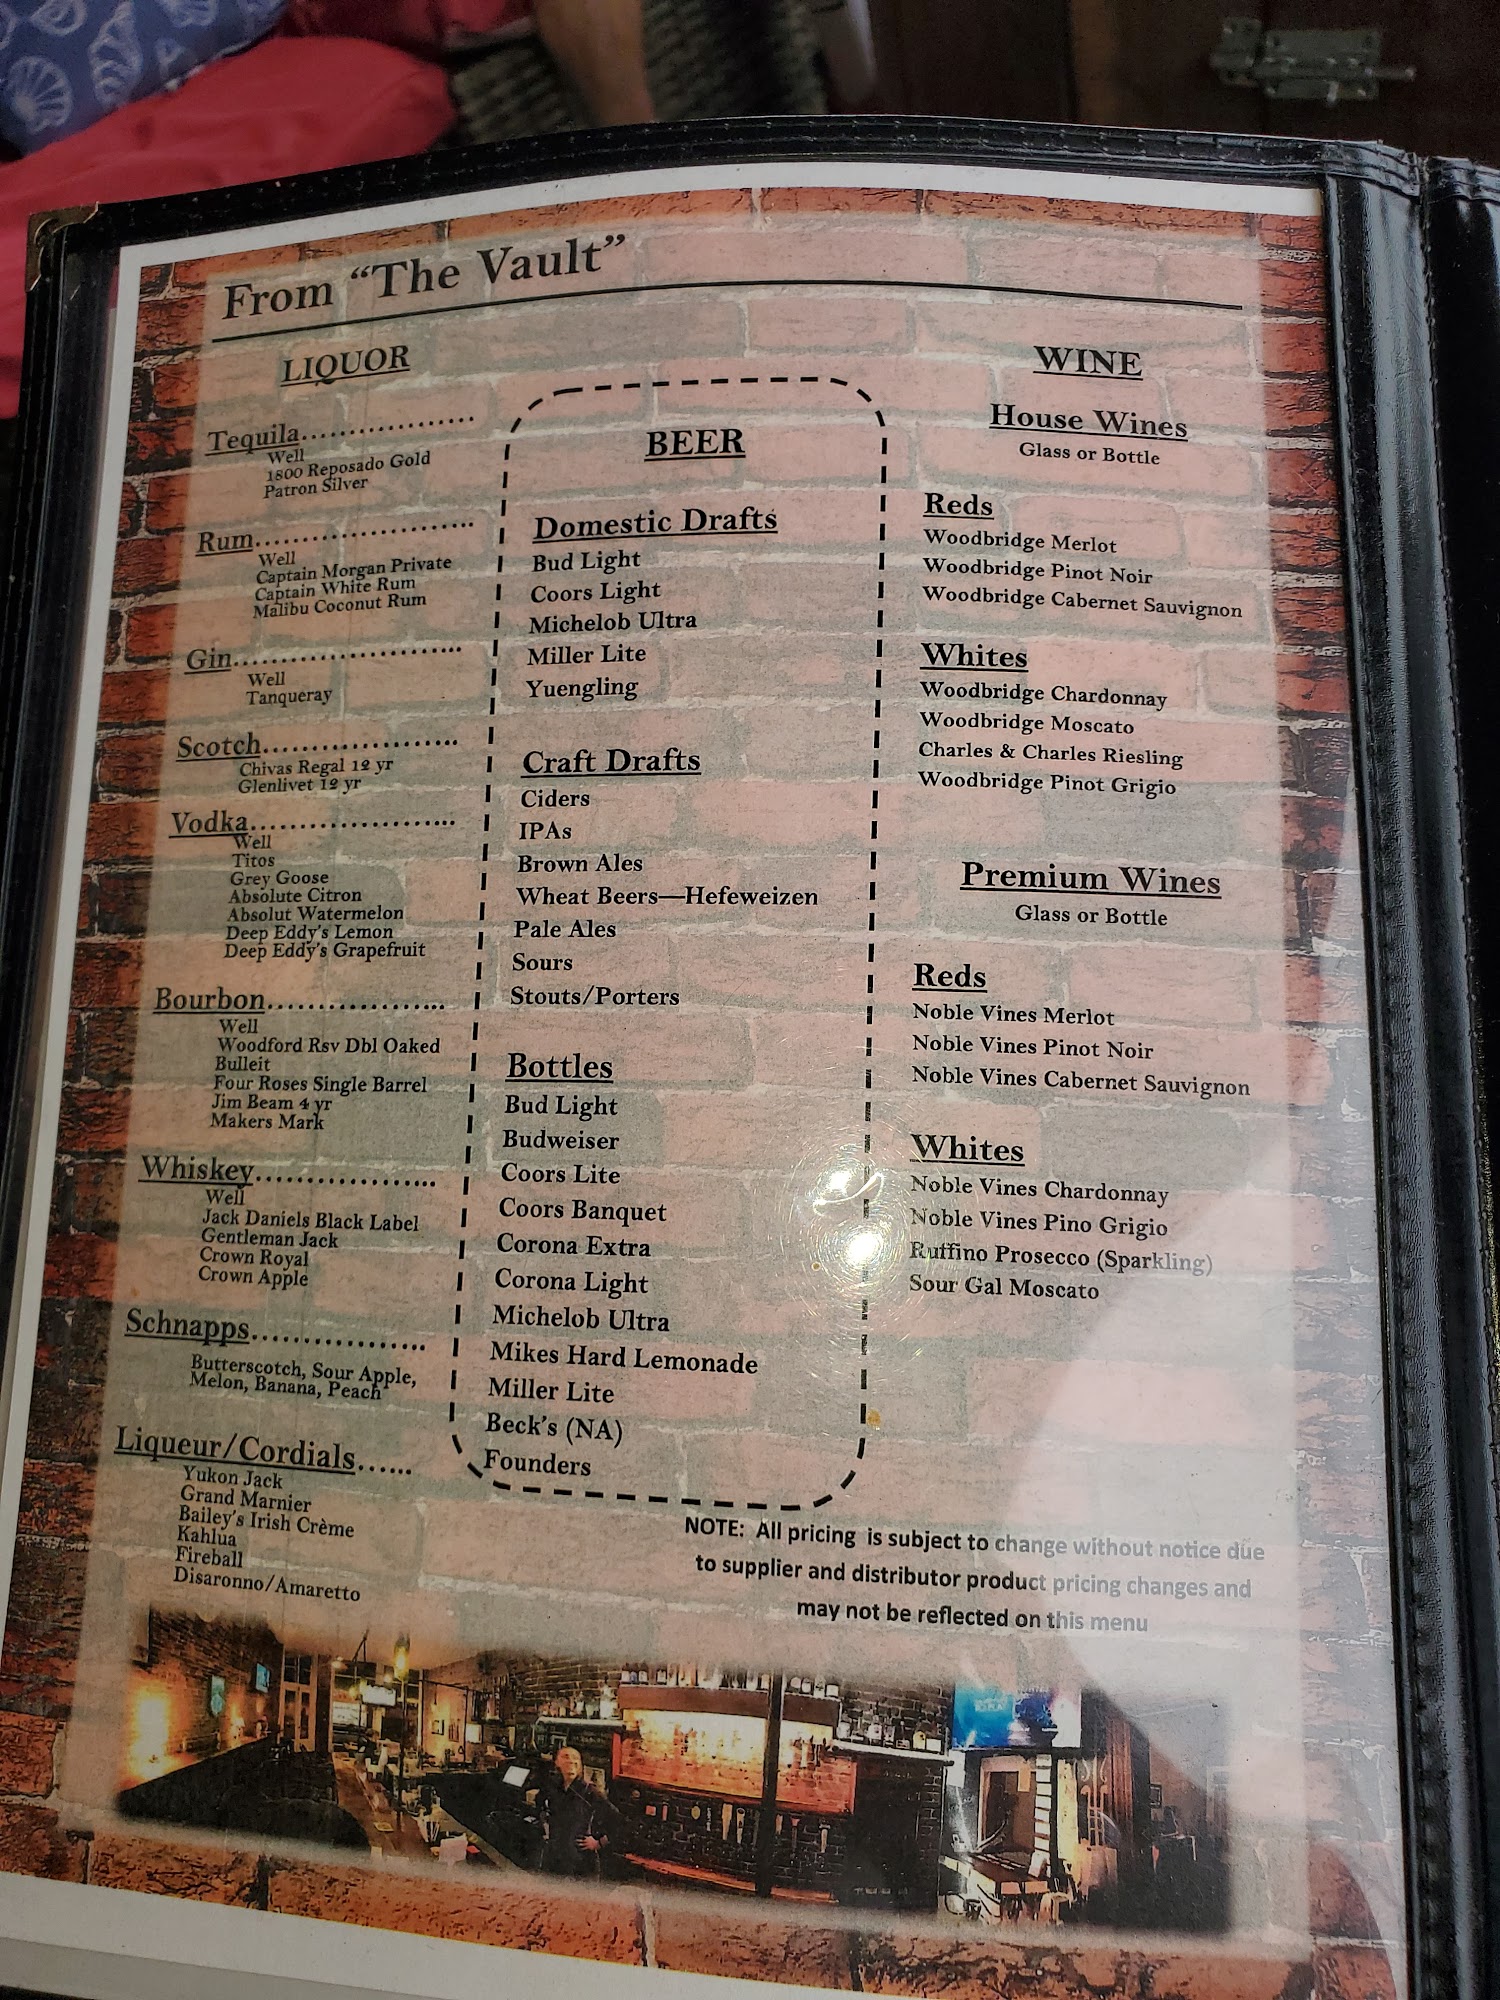 From “The Vault”
LIQUOR
Tequila..................
Well
1800 Reposado Gold
Patron Silver
Rum.......................
Well
Captain Morgan Private
Captain White Rum
Malibu Coconut Rum
Gin........................
Well
Tanqueray
Scotch.....................
Chivas Regal 12 yr
Glenlivet 12 yr
Vodka......................
Well
Titos
Grey Goose
Absolute Citron
Absolut Watermelon
Deep Eddy's Lemon
Deep Eddy's Grapefruit
Bourbon...................
Well
Woodford Rsv Dbl Oaked
Bulleit
Four Roses Single Barrel
Jim Beam 4 yr
Makers Mark
Whiskey...................
Well
Jack Daniels Black Label
Gentleman Jack
Crown Royal
Crown Apple
Schnapps.................
Butterscotch, Sour Apple,
Melon, Banana, Peach
Liqueur/Cordials......
Yukon Jack
Grand Marnier
Bailey's Irish Crème
Kahlua
Fireball
Disaronno/Amaretto
BEER
Domestic Drafts
Bud Light
Coors Light
Michelob Ultra
Miller Lite
Yuengling
Craft Drafts
Ciders
IPAs
Brown Ales
Wheat Beers—Hefeweizen
Pale Ales
Sours
Stouts/Porters
Bottles
Bud Light
Budweiser
Coors Lite
Coors Banquet
Corona Extra
Corona Light
Michelob Ultra
Mikes Hard Lemonade
Miller Lite
Beck's (NA)
Founders
WINE
House Wines
Glass or Bottle
Reds
Woodbridge Merlot
Woodbridge Pinot Noir
Woodbridge Cabernet Sauvignon
Whites
Woodbridge Chardonnay
Woodbridge Moscato
Charles & Charles Riesling
Woodbridge Pinot Grigio
Premium Wines
Glass or Bottle
Reds
Noble Vines Merlot
Noble Vines Pinot Noir
Noble Vines Cabernet Sauvignon
Whites
Noble Vines Chardonnay
Noble Vines Pino Grigio
Ruffino Prosecco (Sparkling)
Sour Gal Moscato
NOTE: All pricing is subject to change without notice due
to supplier and distributor product pricing changes and
may not be reflected on this menu